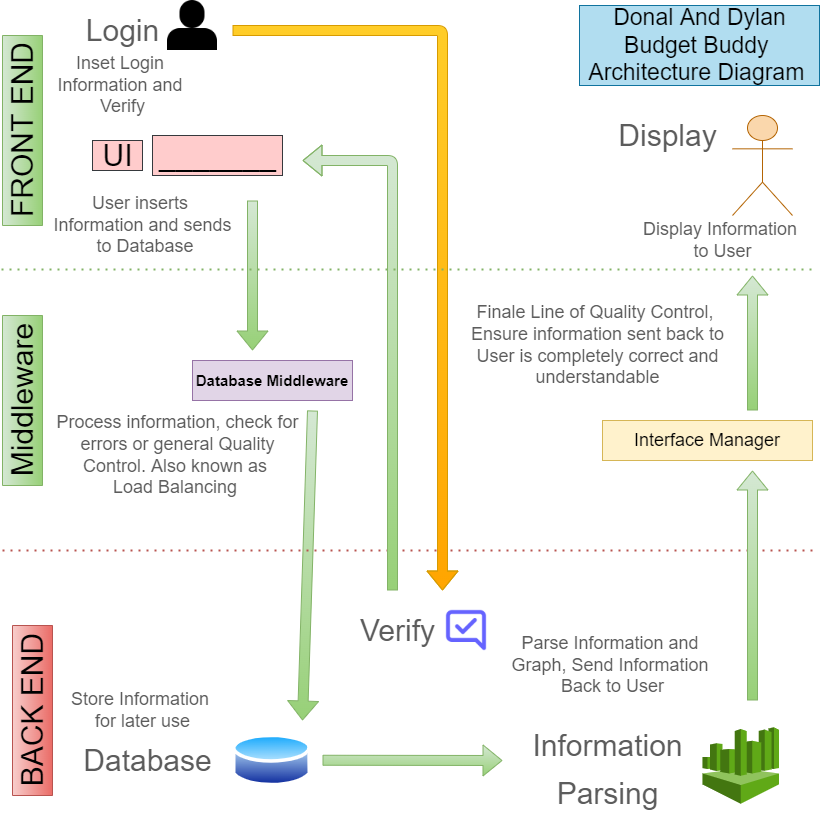 Donal And Dylan
Budget Buddy
Architecture Diagram
FRONT END
Login
Inset Login
Information and
Verify
UI
User inserts
Information and sends
to Database
Display
Display Information
to User
Middleware
Database Middleware
Process information, check for
errors or general Quality
Control. Also known as
Load Balancing
Finale Line of Quality Control,
Ensure information sent back to
User is completely correct and
understandable
Interface Manager
BACK END
Verify
Store Information
for later use
Database
Parse Information and
Graph, Send Information
Back to User
Information
Parsing